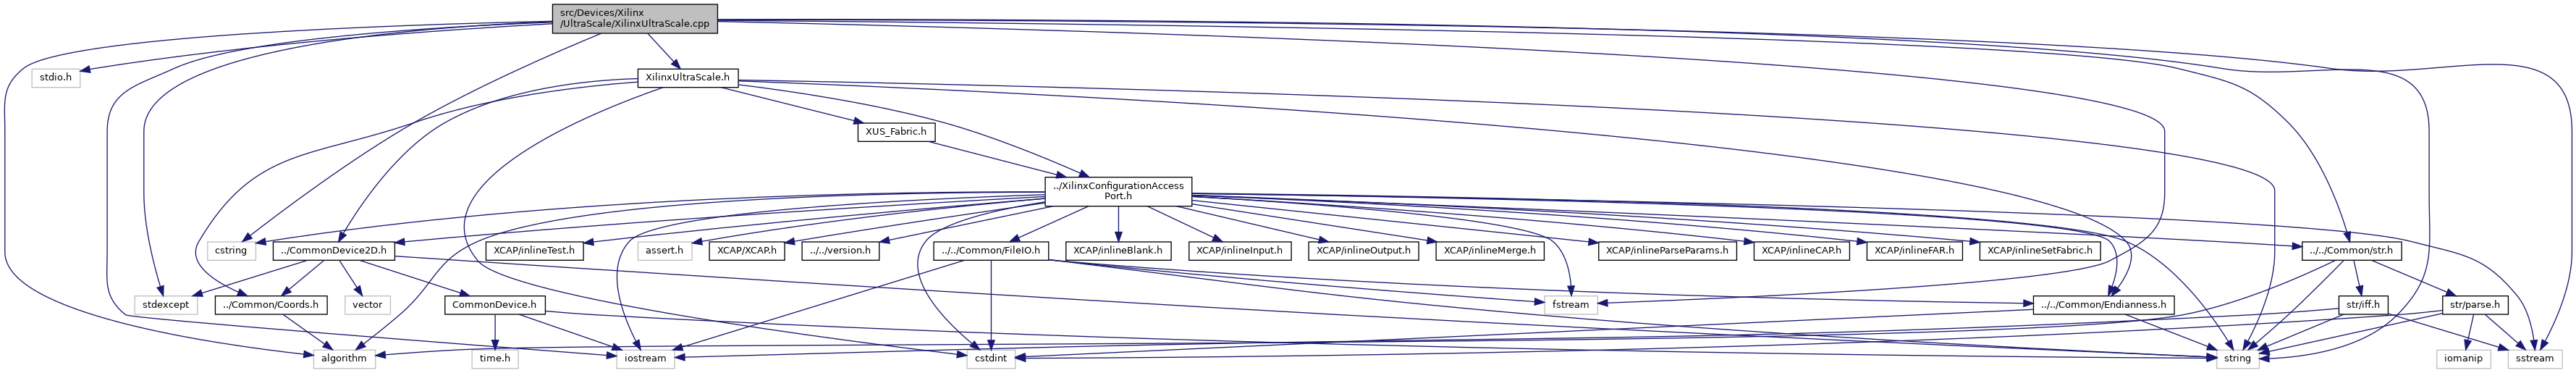 src/Devices/Xilinx
/UltraScale/XilinxUltraScale.cpp
stdio.h
XilinxUltraScale.h
XUS_Fabric.h
../XilinxConfigurationAccess
Port.h
cstring
../CommonDevice2D.h
XCAP/inlineTest.h
assert.h
XCAP/XCAP.h
../../version.h
../../Common/FileIO.h
XCAP/inlineBlank.h
XCAP/inlineInput.h
XCAP/inlineOutput.h
XCAP/inlineMerge.h
XCAP/inlineParseParams.h
XCAP/inlineCAP.h
XCAP/inlineFAR.h
XCAP/inlineSetFabric.h
../../Common/str.h
stdexcept
../Common/Coords.h
vector
CommonDevice.h
fstream
../../Common/Endianness.h
str/iff.h
str/parse.h
algorithm
time.h
iostream
cstdint
string
iomanip
sstream